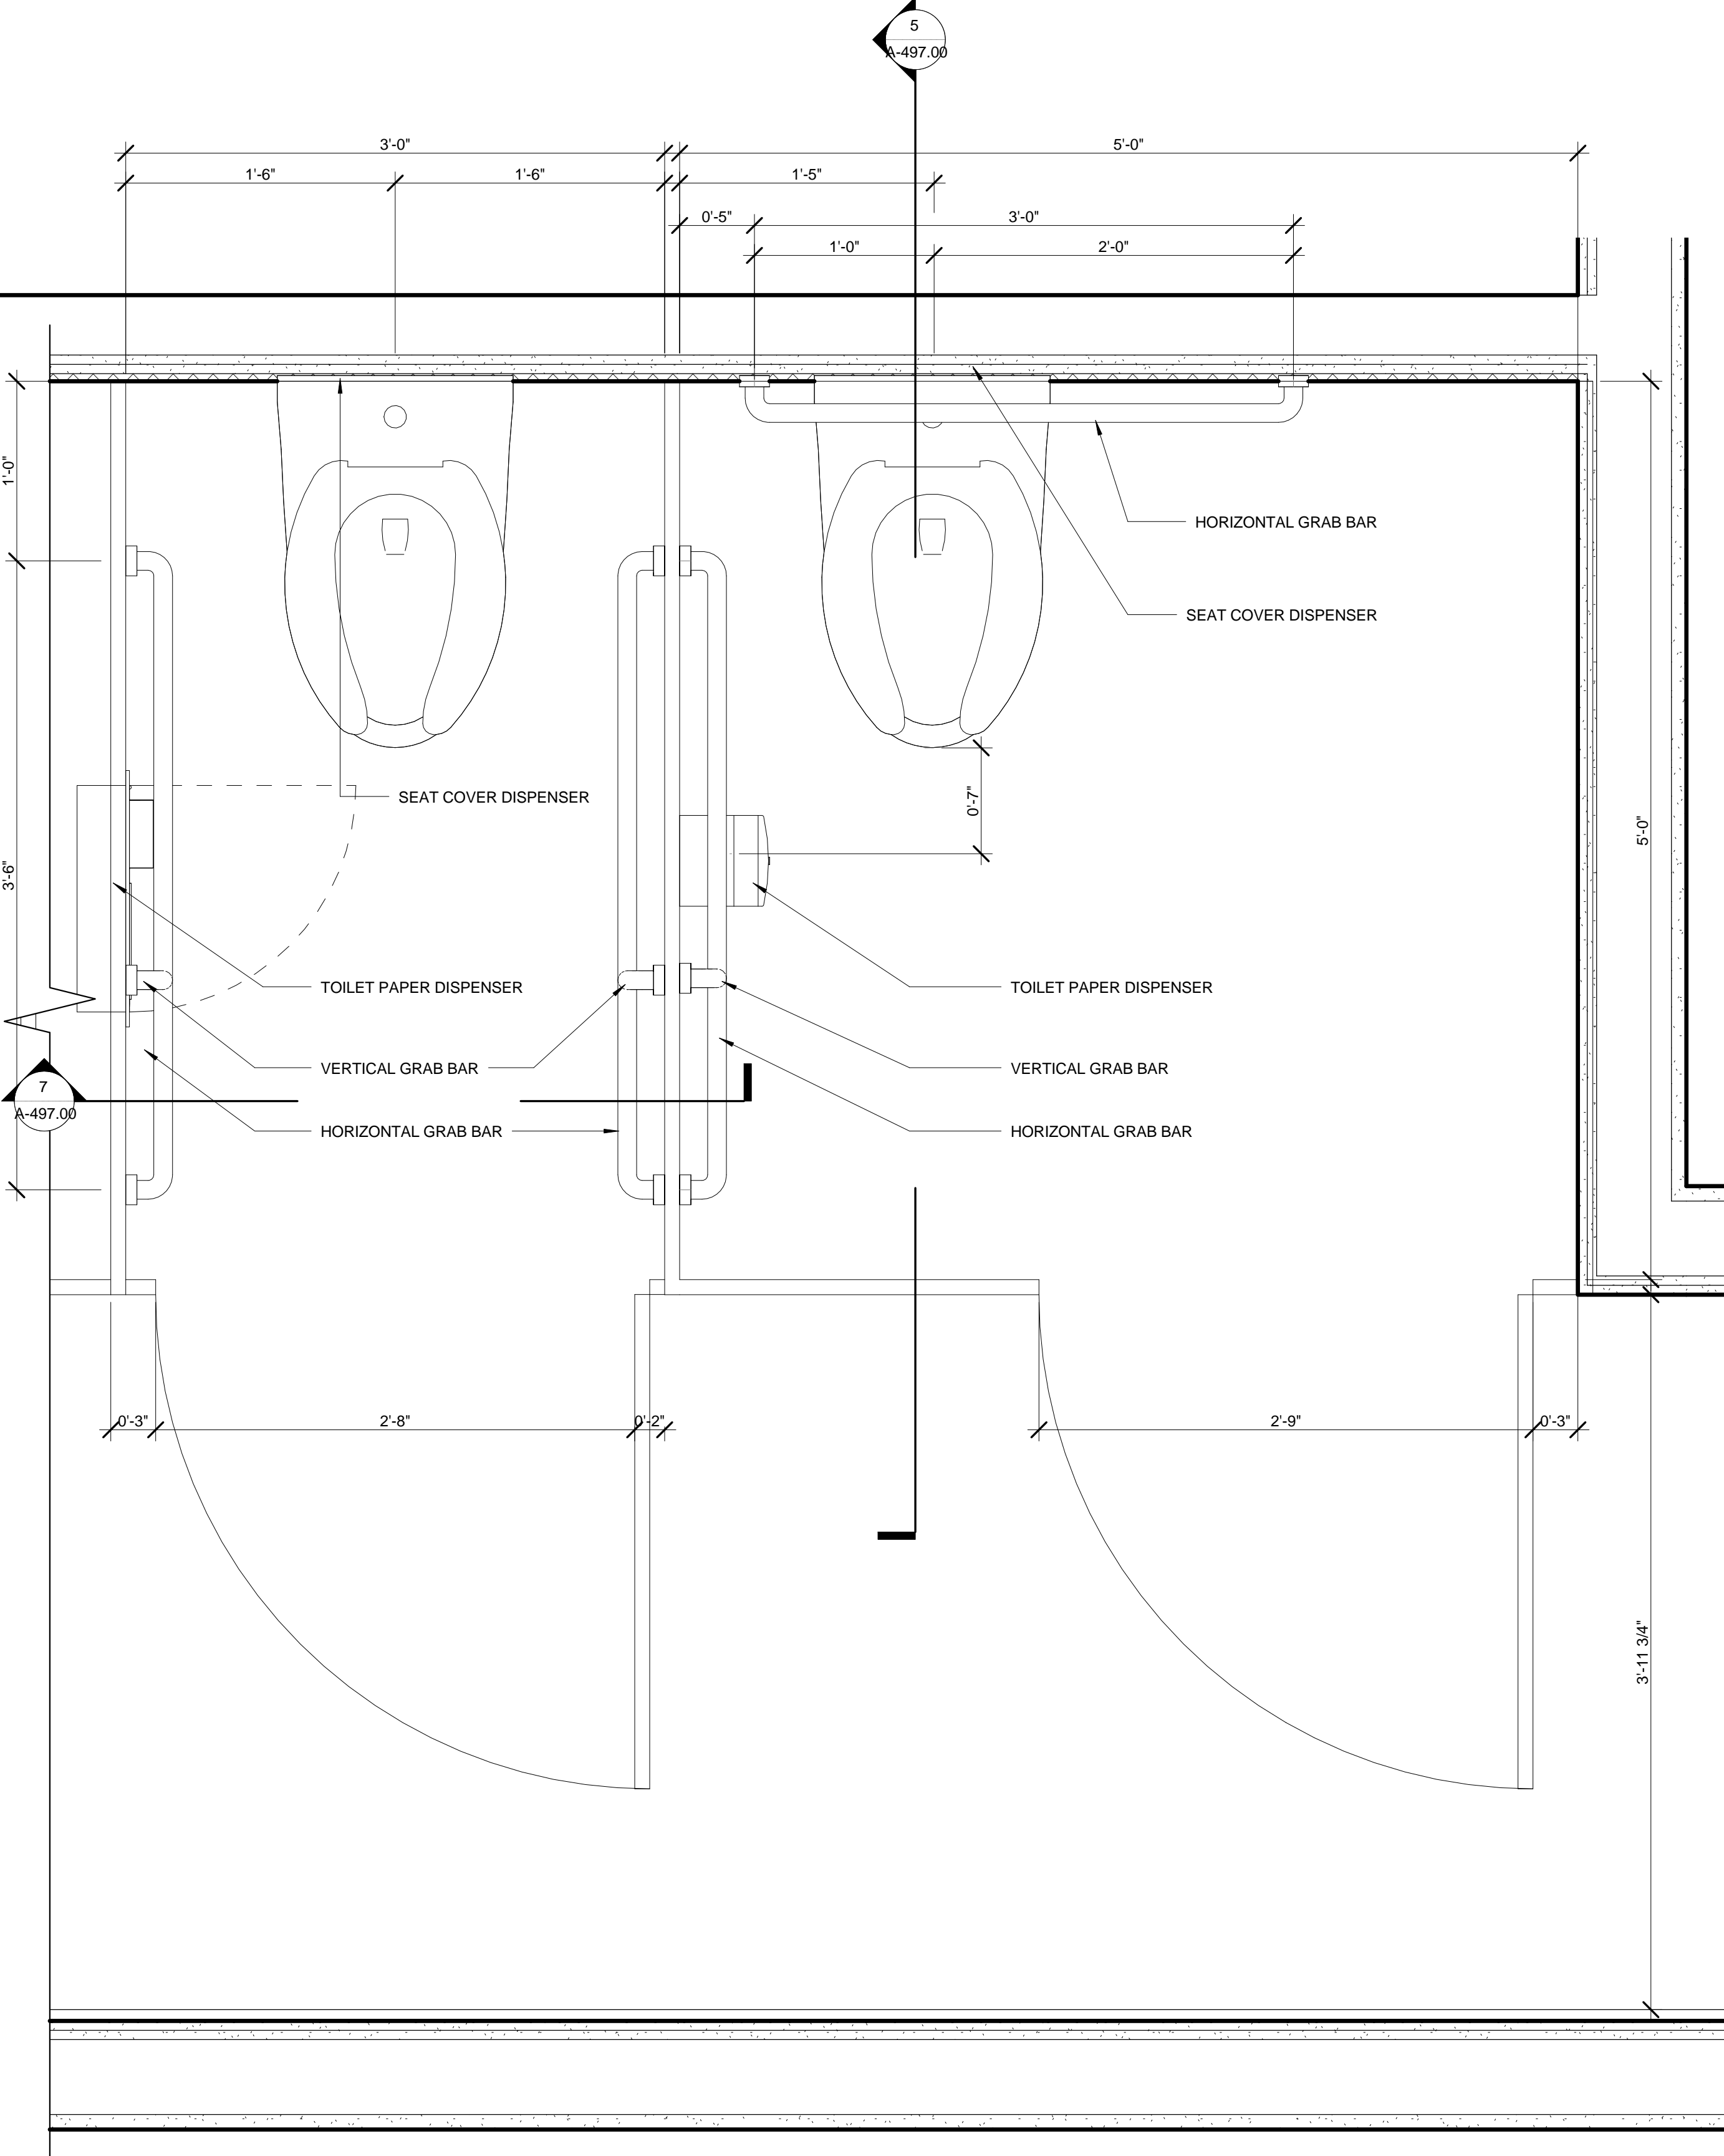 5
A-497.00
3'-0"
5'-0"
1'-6"
1'-6"
1'-5"
0'-5"
3'-0"
1'-0"
2'-0"
1'-0"
HORIZONTAL GRAB BAR
SEAT COVER DISPENSER
SEAT COVER DISPENSER
0'-7"
5'-0"
3'-6"
TOILET PAPER DISPENSER
TOILET PAPER DISPENSER
VERTICAL GRAB BAR
VERTICAL GRAB BAR
7
A-497.00
HORIZONTAL GRAB BAR
HORIZONTAL GRAB BAR
0'-3"
2'-8"
0'-2"
2'-9"
0'-3"
3'-11 3/4"